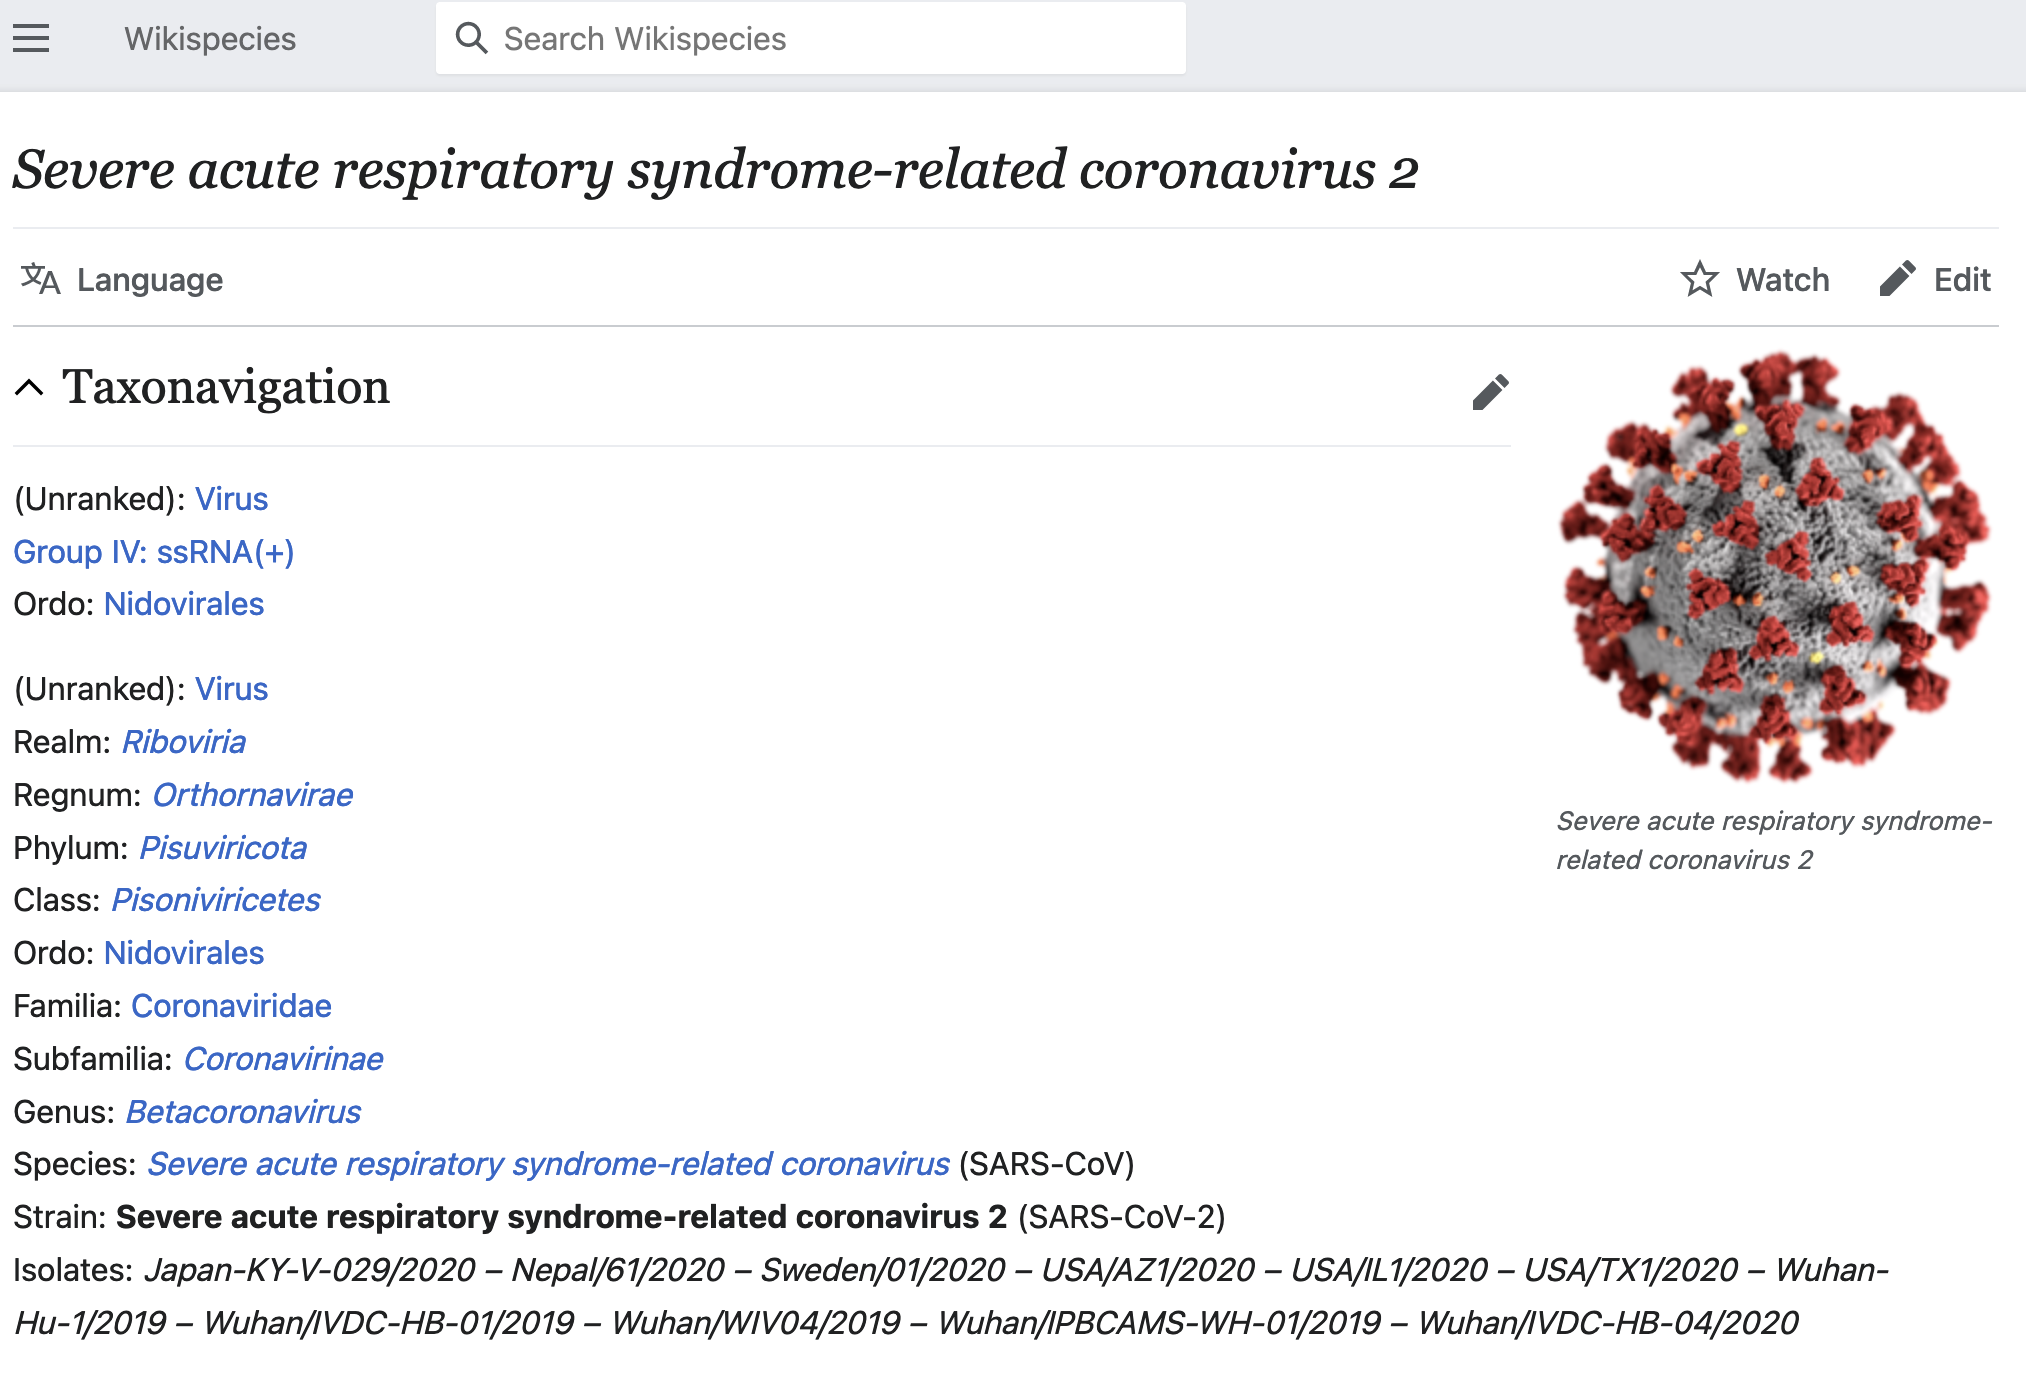 Wikispecies
Search Wikispecies
Severe acute respiratory syndrome-related coronavirus 2
Language
Watch
Edit
Taxonavigation
(Unranked): Virus
Group IV: ssRNA(+)
Ordo: Nidovirales
(Unranked): Virus
Realm: Riboviria
Regnum: Orthornavirae
Phylum: Pisuviricota
Class: Pisoniviricetes
Ordo: Nidovirales
Familia: Coronaviridae
Subfamilia: Coronavirinae
Genus: Betacoronavirus
Species: Severe acute respiratory syndrome-related coronavirus (SARS-CoV)
Strain: Severe acute respiratory syndrome-related coronavirus 2 (SARS-CoV-2)
Isolates: Japan-KY-V-029/2020 – Nepal/61/2020 – Sweden/01/2020 – USA/AZ1/2020 – USA/IL1/2020 – USA/TX1/2020 – Wuhan-
Hu-1/2019 – Wuhan/IVDC-HB-01/2019 – Wuhan/WIV04/2019 – Wuhan/IPBCAMS-WH-01/2019 – Wuhan/IVDC-HB-04/2020
Severe acute respiratory syndrome-
related coronavirus 2